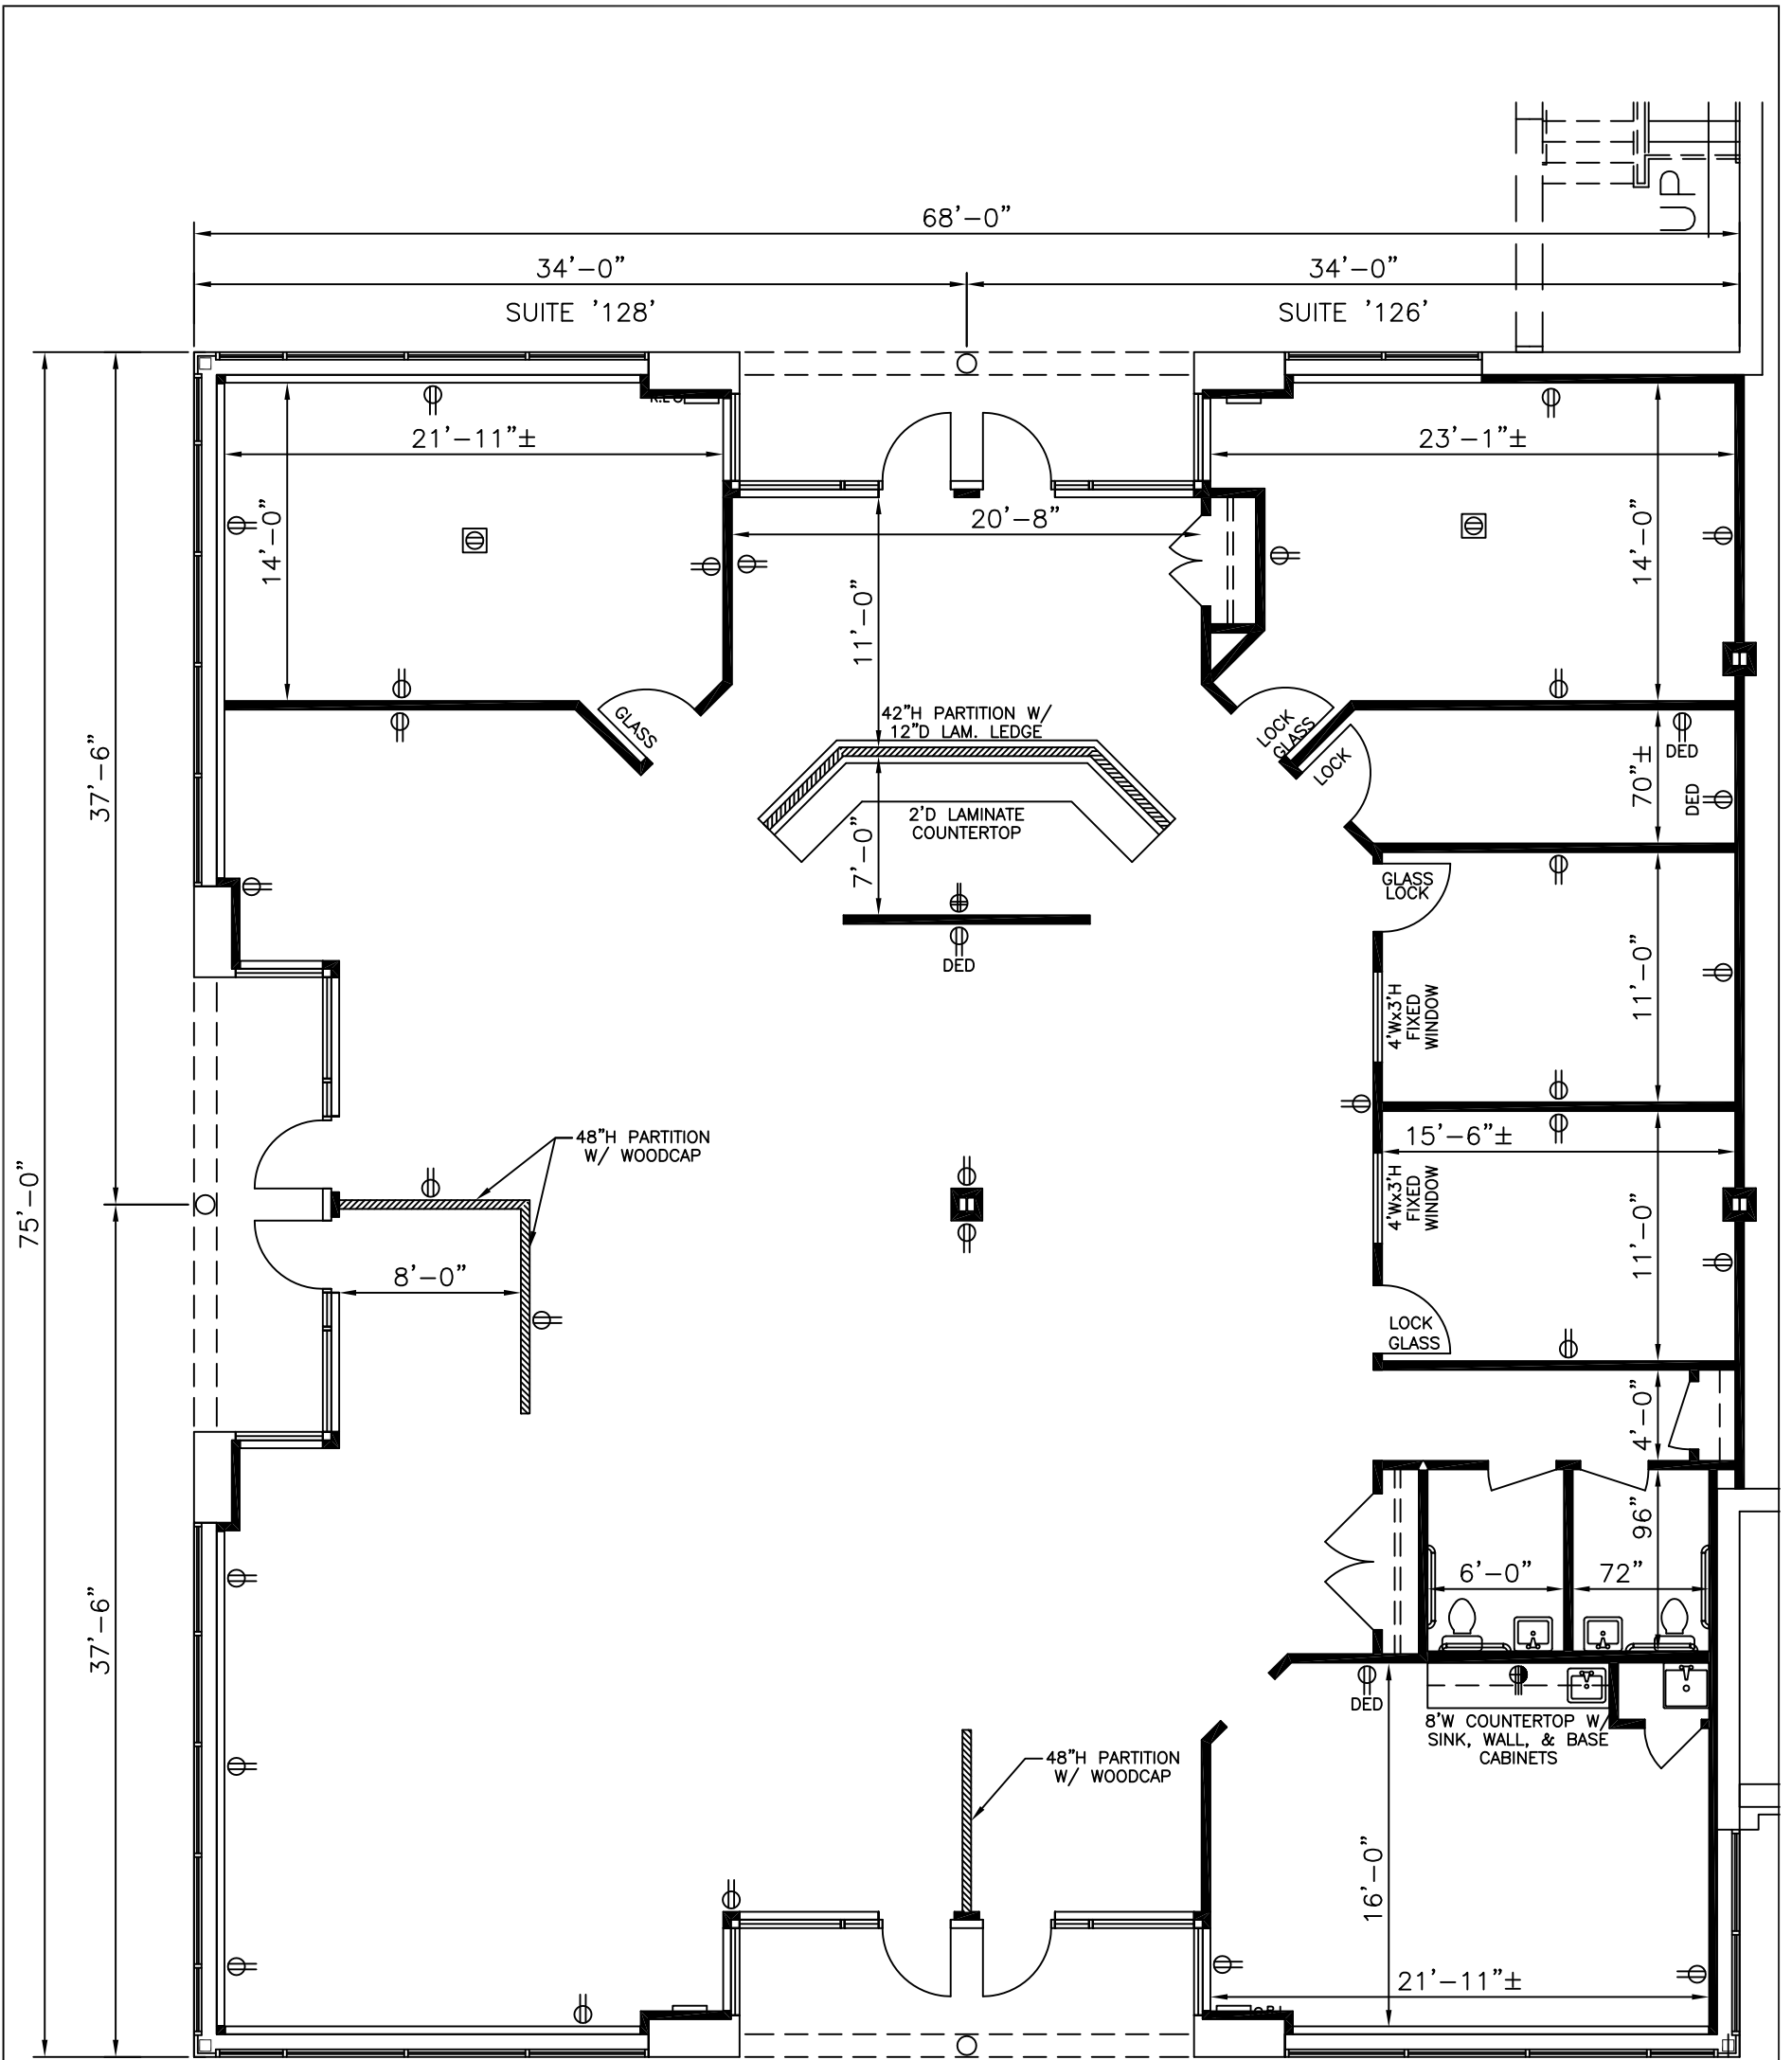 UP
68'-0"
34'-0"
34'-0"
SUITE '128'
SUITE '126'
21'-11"±
23'-1"±
14'-0"
20'-8"
14'-0"
11'-0"
GLASS
42"H PARTITION W/
12"D LAM. LEDGE
LOCK
GLASS
LOCK
DED
70"±
DED
37'-6"
2'D LAMINATE
COUNTERTOP
7'-0"
GLASS
LOCK
DED
11'-0"
4'Wx3'H
FIXED
WINDOW
48"H PARTITION
W/ WOODCAP
15'-6"±
4'Wx3'H
FIXED
WINDOW
75'-0"
11'-0"
8'-0"
LOCK
GLASS
4'-0"
96"
6'-0"
72"
37'-6"
DED
8'W COUNTERTOP W/
SINK, WALL, & BASE
CABINETS
48"H PARTITION
W/ WOODCAP
16'-0"
21'-11"±